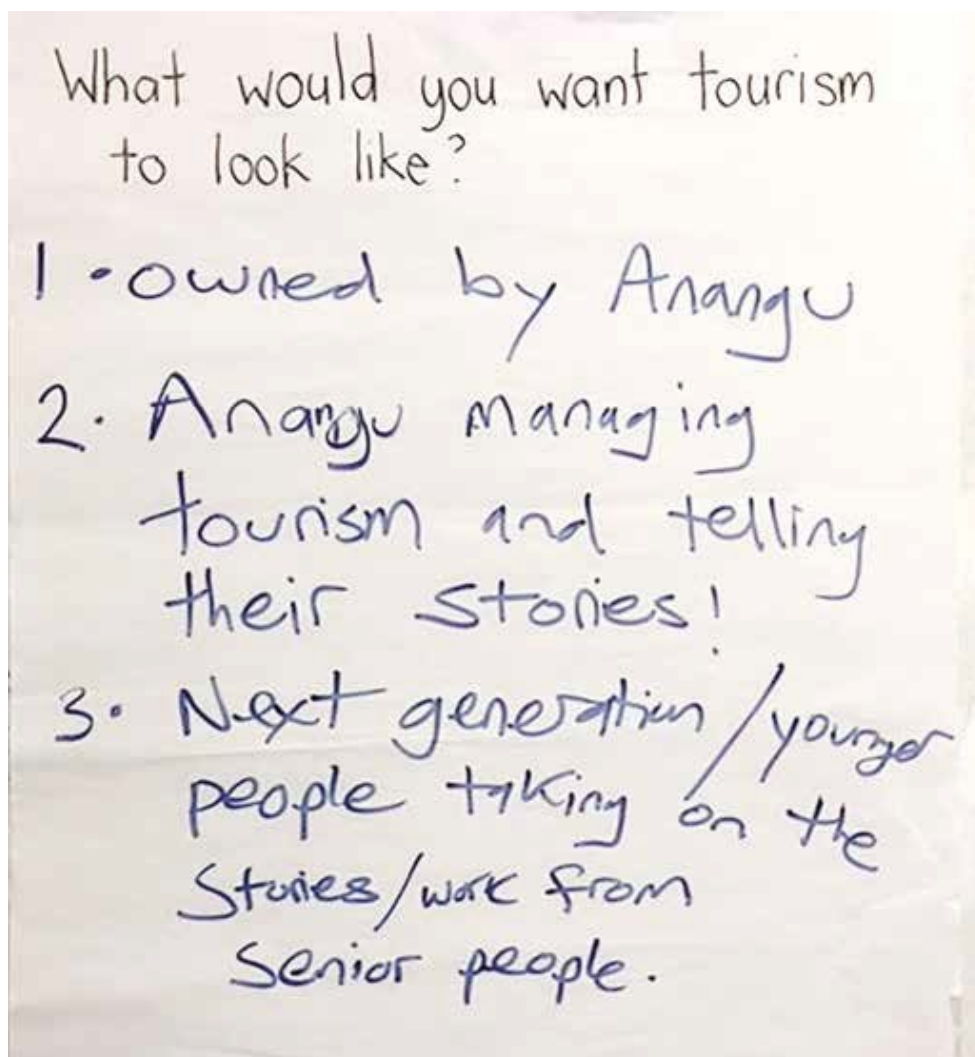 What would you want tourism
to look like?
1. owned by Anangu
2. Anangu managing
tourism and telling
their stories!
3. Next generation/younger
people taking on the
Stories/work from
Senior people.